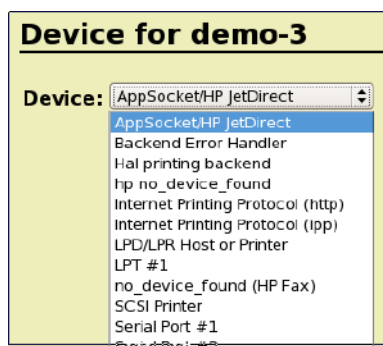 Device for demo-3
Device: AppSocket/HP JetDirect
AppSocket/HP JetDirect
Backend Error Handler
Hal printing backend
hp no_device_found
Internet Printing Protocol (http)
Internet Printing Protocol (ipp)
LPD/LPR Host or Printer
LPT #1
no_device_found (HP Fax)
SCSI Printer
Serial Port #1